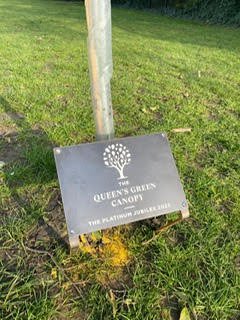 THE
QUEEN'S GREEN
CANOPY
THE PLATINUM JUBILEE 2022